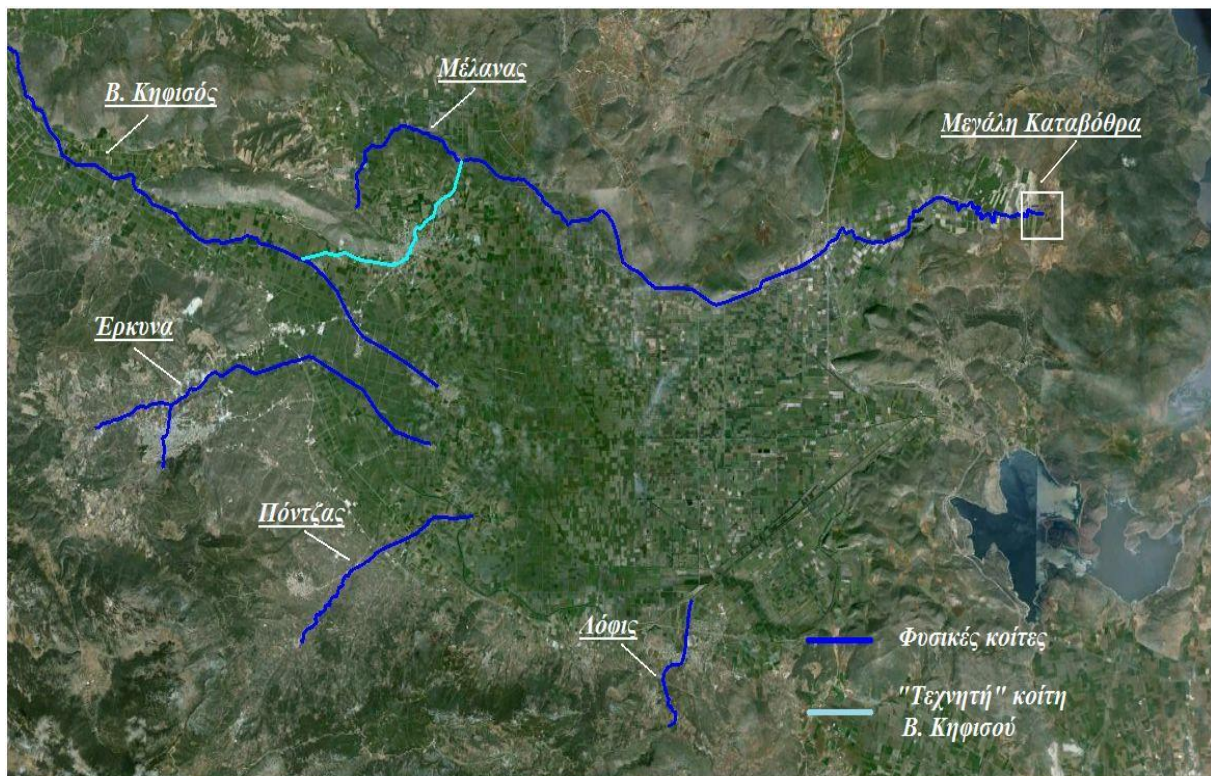 Μέλανας
Β. Κηφισός
Μεγάλη Καταβόθρα
Έρκυνα
Πόντζας
Λόφις
Φυσικές κοίτες
"Τεχνητή" κοίτη
Β. Κηφισού